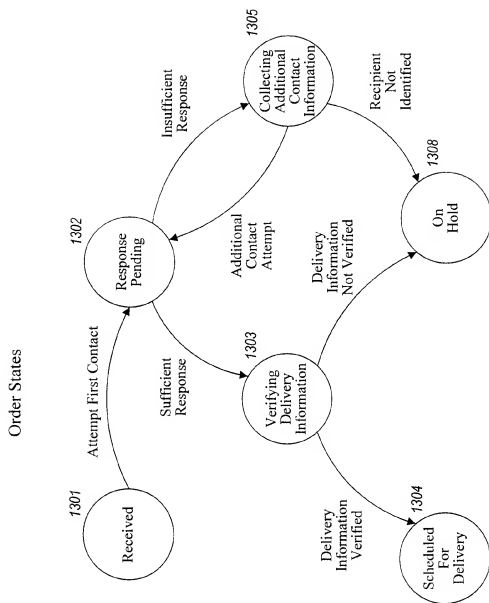 Order States
1301
Received
Attempt First Contact
1302
Response
Pending
Insufficient
Response
1305
Collecting
Additional
Contact
Information
Additional
Contact
Attempt
Sufficient
Response
1303
Verifying
Delivery
Information
Recipient
Not
Identified
Delivery
Information
Not Verified
1308
On
Hold
Delivery
Information
Verified
1304
Scheduled
For
Delivery